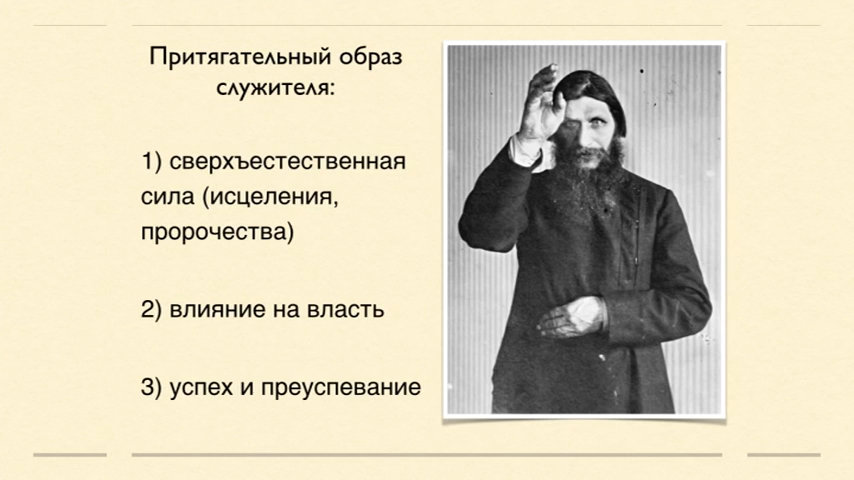 Притягательный образ
служителя:
1) сверхъестественная
сила (исцеления,
пророчества)
2) влияние на власть
3) успех и преуспевание